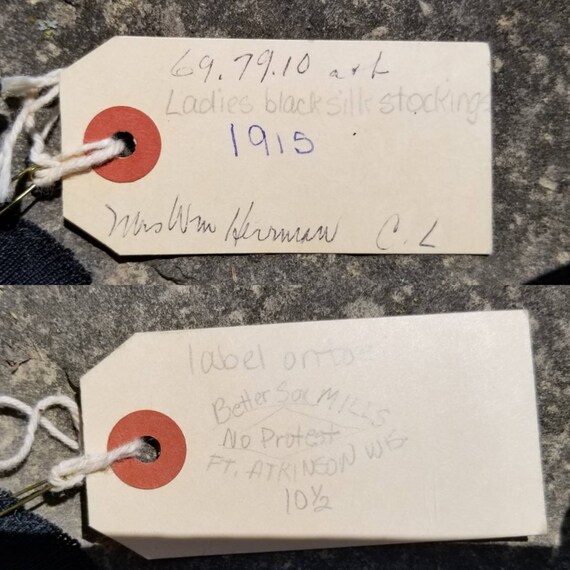 69.79.10 a+b
Ladies black silk stockings
1915
Mrs Wm Herrman C. L
label on toe
Better Sox MILLS
No Protest
FT. ATKINSON WIS
10½